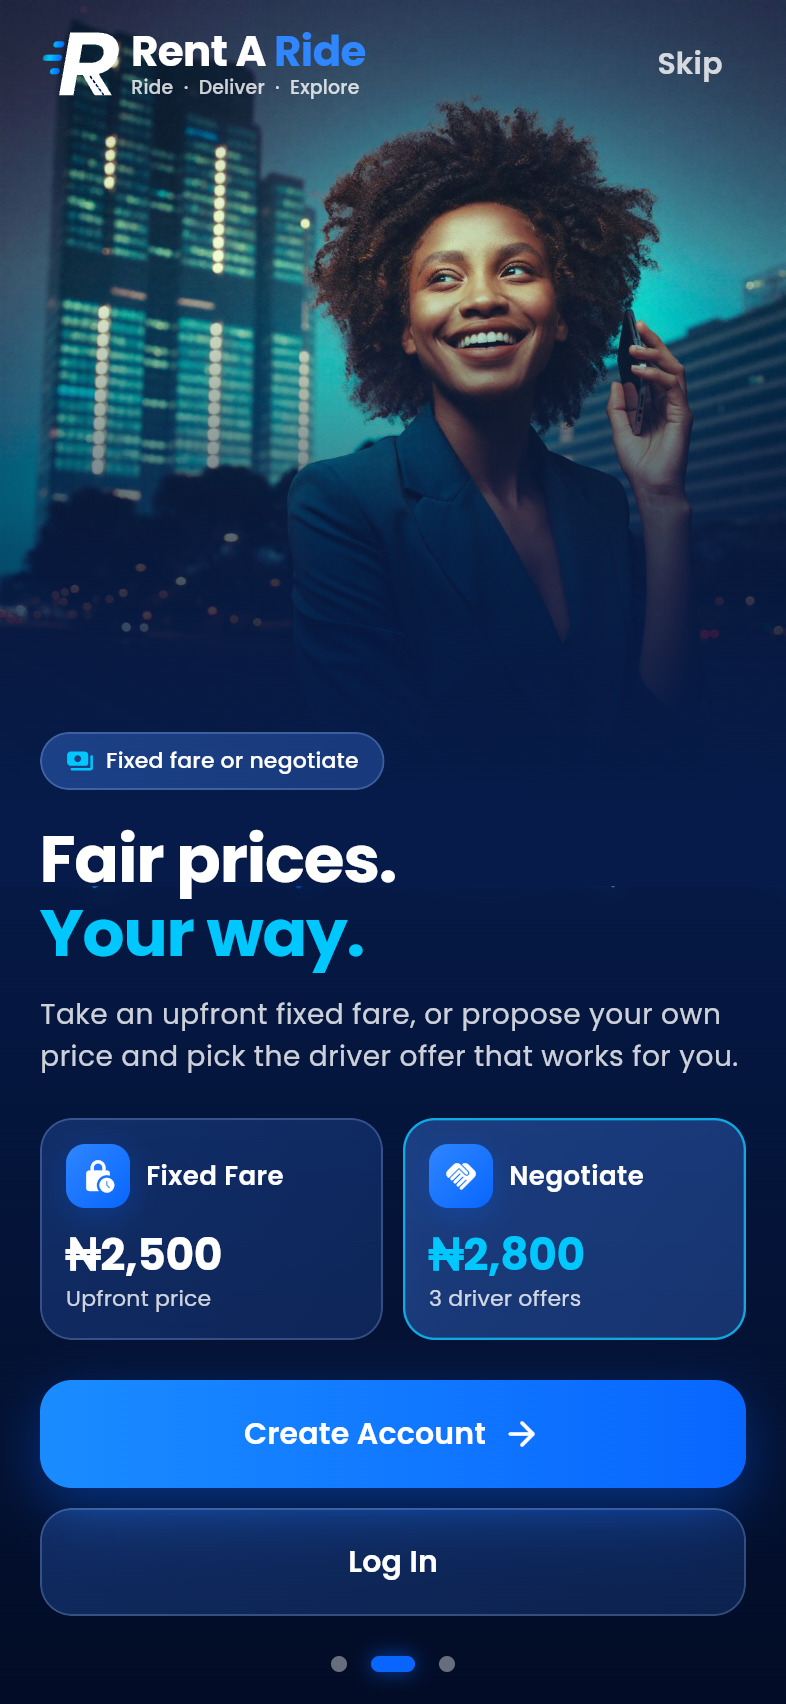 Rent A Ride
Ride · Deliver · Explore
Skip
Fixed fare or negotiate
Fair prices.
Your way.
Take an upfront fixed fare, or propose your own
price and pick the driver offer that works for you.
Fixed Fare
₦2,500
Upfront price
Negotiate
₦2,800
3 driver offers
Create Account →
Log In